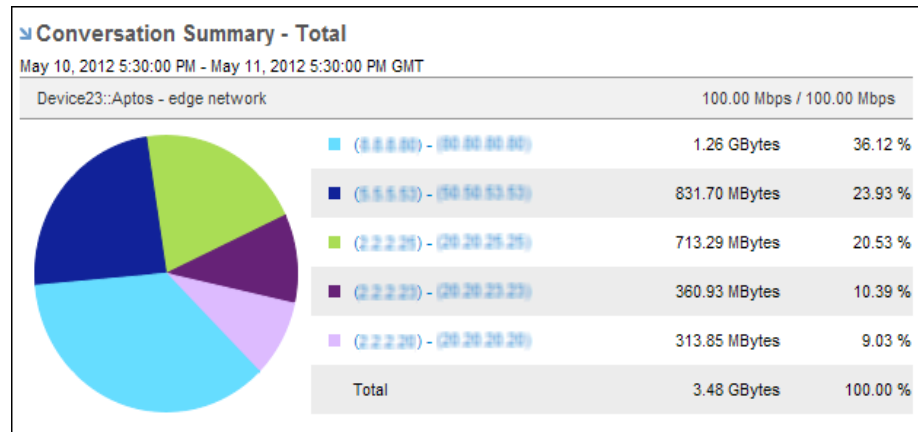 Conversation Summary - Total
May 10, 2012 5:30:00 PM - May 11, 2012 5:30:00 PM GMT
Device23::Aptos - edge network 100.00 Mbps / 100.00 Mbps
( ) - ( ) 1.26 GBytes 36.12 %
( ) - ( ) 831.70 MBytes 23.93 %
( ) - ( ) 713.29 MBytes 20.53 %
( ) - ( ) 360.93 MBytes 10.39 %
( ) - ( ) 313.85 MBytes 9.03 %
Total 3.48 GBytes 100.00 %